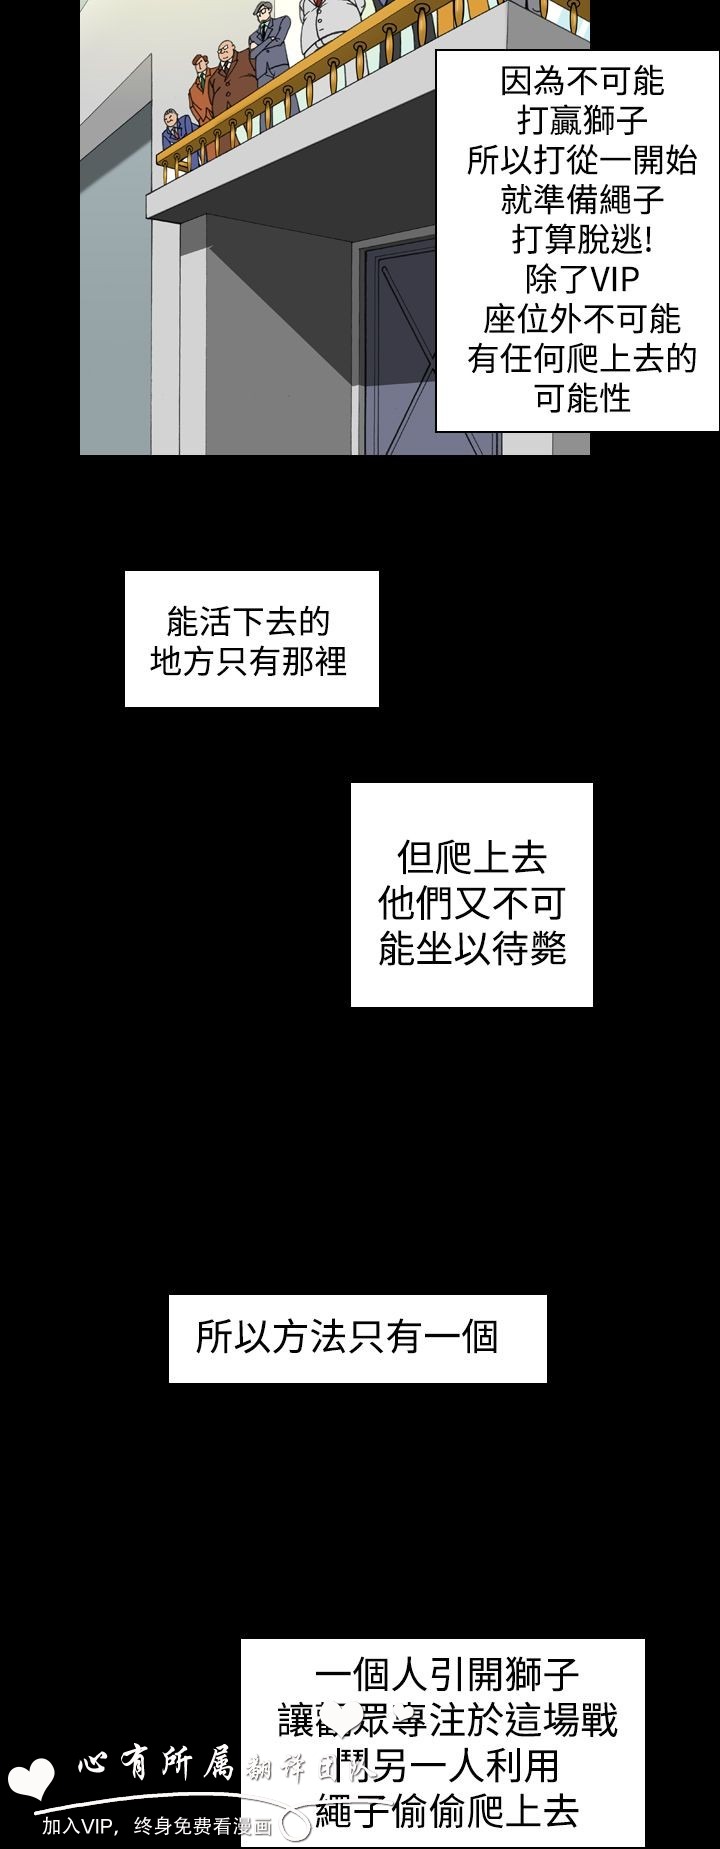 因為不可能
打贏獅子
所以打從一開始
就準備繩子
打算脫逃!
除了VIP
座位外不可能
有任何爬上去的
可能性
能活下去的
地方只有那裡
但爬上去
他們又不可
能坐以待斃
所以方法只有一個
一個人引開獅子
讓觀眾專注於這場戰
鬥另一人利用
繩子偷偷爬上去
心有所属翻译团队
加入VIP，终身免费看漫画